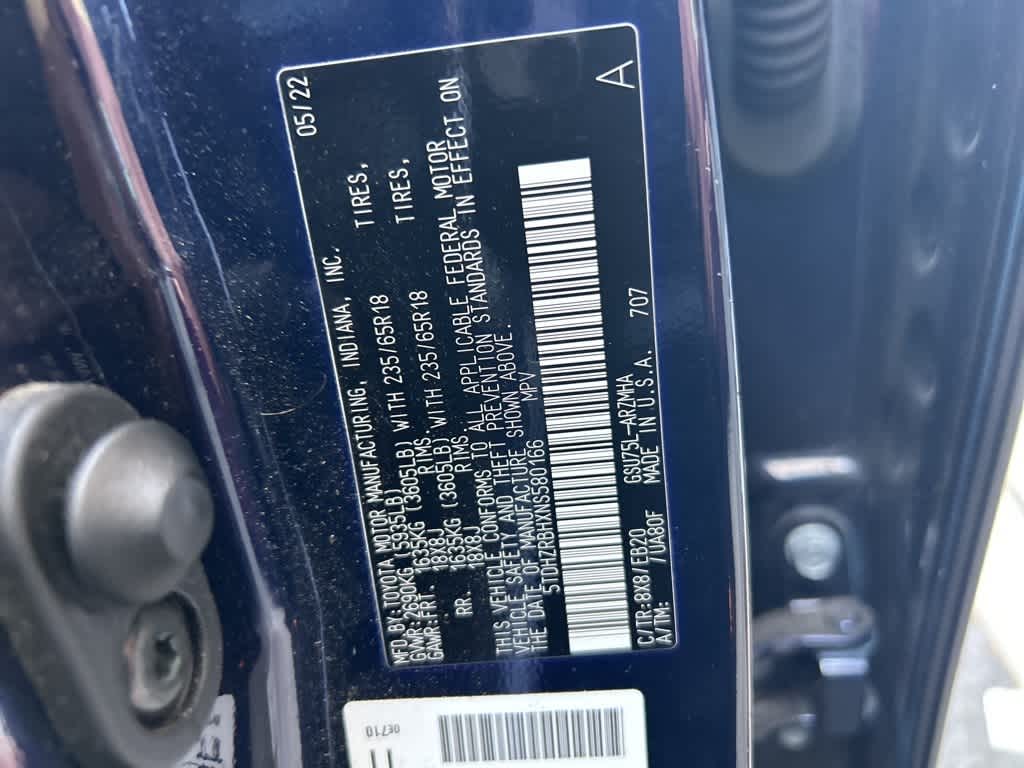 MFD.BY:TOYOTA MOTOR MANUFACTURING, INDIANA, INC. 05/22
GVWR:2690KG (5935LB)
GAWR:FRT. 1635KG (3605LB) WITH 235/65R18 TIRES,
18X8J RIMS.
RR. 1635KG (3605LB) WITH 235/65R18 TIRES,
18X8J RIMS.
THIS VEHICLE CONFORMS TO ALL APPLICABLE FEDERAL MOTOR
VEHICLE SAFETY AND THEFT PREVENTION STANDARDS IN EFFECT ON
THE DATE OF MANUFACTURE SHOWN ABOVE.
5TDHZRBHXNS580166 MPV
C/TR:8X8/EB20 GSU75L-ARZMHA
A/TM: /UA80F MADE IN U.S.A. 707
A
0E710